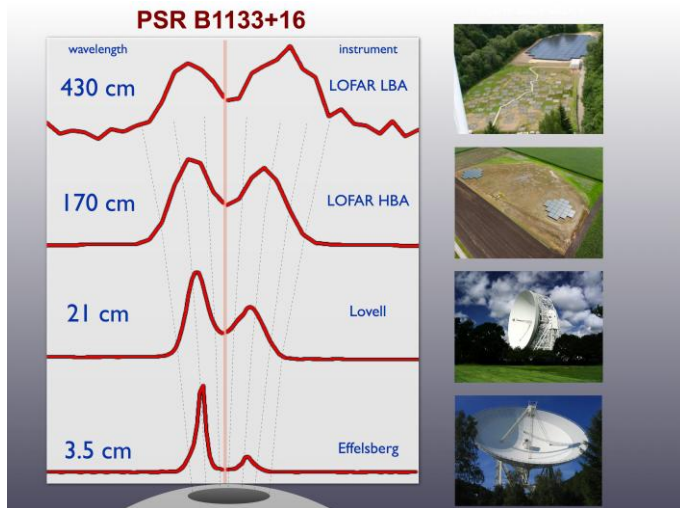 PSR B1133+16
wavelength
instrument
430 cm
LOFAR LBA
170 cm
LOFAR HBA
21 cm
Lovell
3.5 cm
Effelsberg